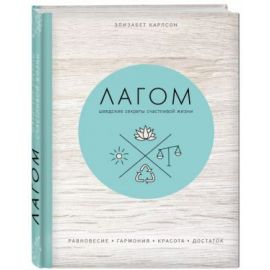 ЭЛИЗАБЕТ КАРЛСОН
ЛАГОМ
ШВЕДСКИЕ СЕКРЕТЫ СЧАСТЛИВОЙ ЖИЗНИ
РАВНОВЕСИЕ • ГАРМОНИЯ • КРАСОТА • ДОСТАТОК
ЛАГОМ